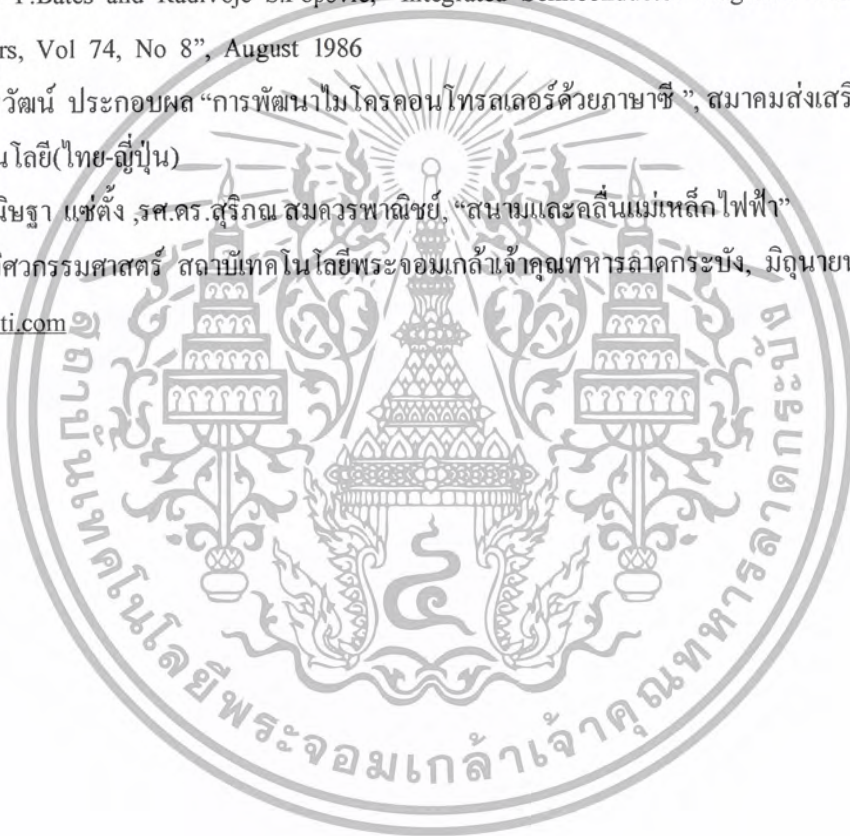 P.Bates and Radivoje S.Popovic, “Integrated Semiconductor
rs, Vol 74, No 8”, August 1986
วัฒน์ ประกอบผล “การพัฒนาไมโครคอนโทรลเลอร์ด้วยภาษาซี ”, สมาคมส่งเสริ
นโลยี(ไทย-ญี่ปุ่น)
นิษฐา แซ่ตั้ง ,รศ.ดร.สุริภณ สมควรพาณิชย์, “สนามและคลื่นแม่เหล็กไฟฟ้า”
วิศวกรรมศาสตร์ สถาบันเทคโนโลยีพระจอมเกล้าเจ้าคุณทหารลาดกระบัง, มิถุนายน
ti.com
๔
สถาบันเทคโนโลยีพระจอมเกล้าเจ้าคุณทหารลาดกระบัง